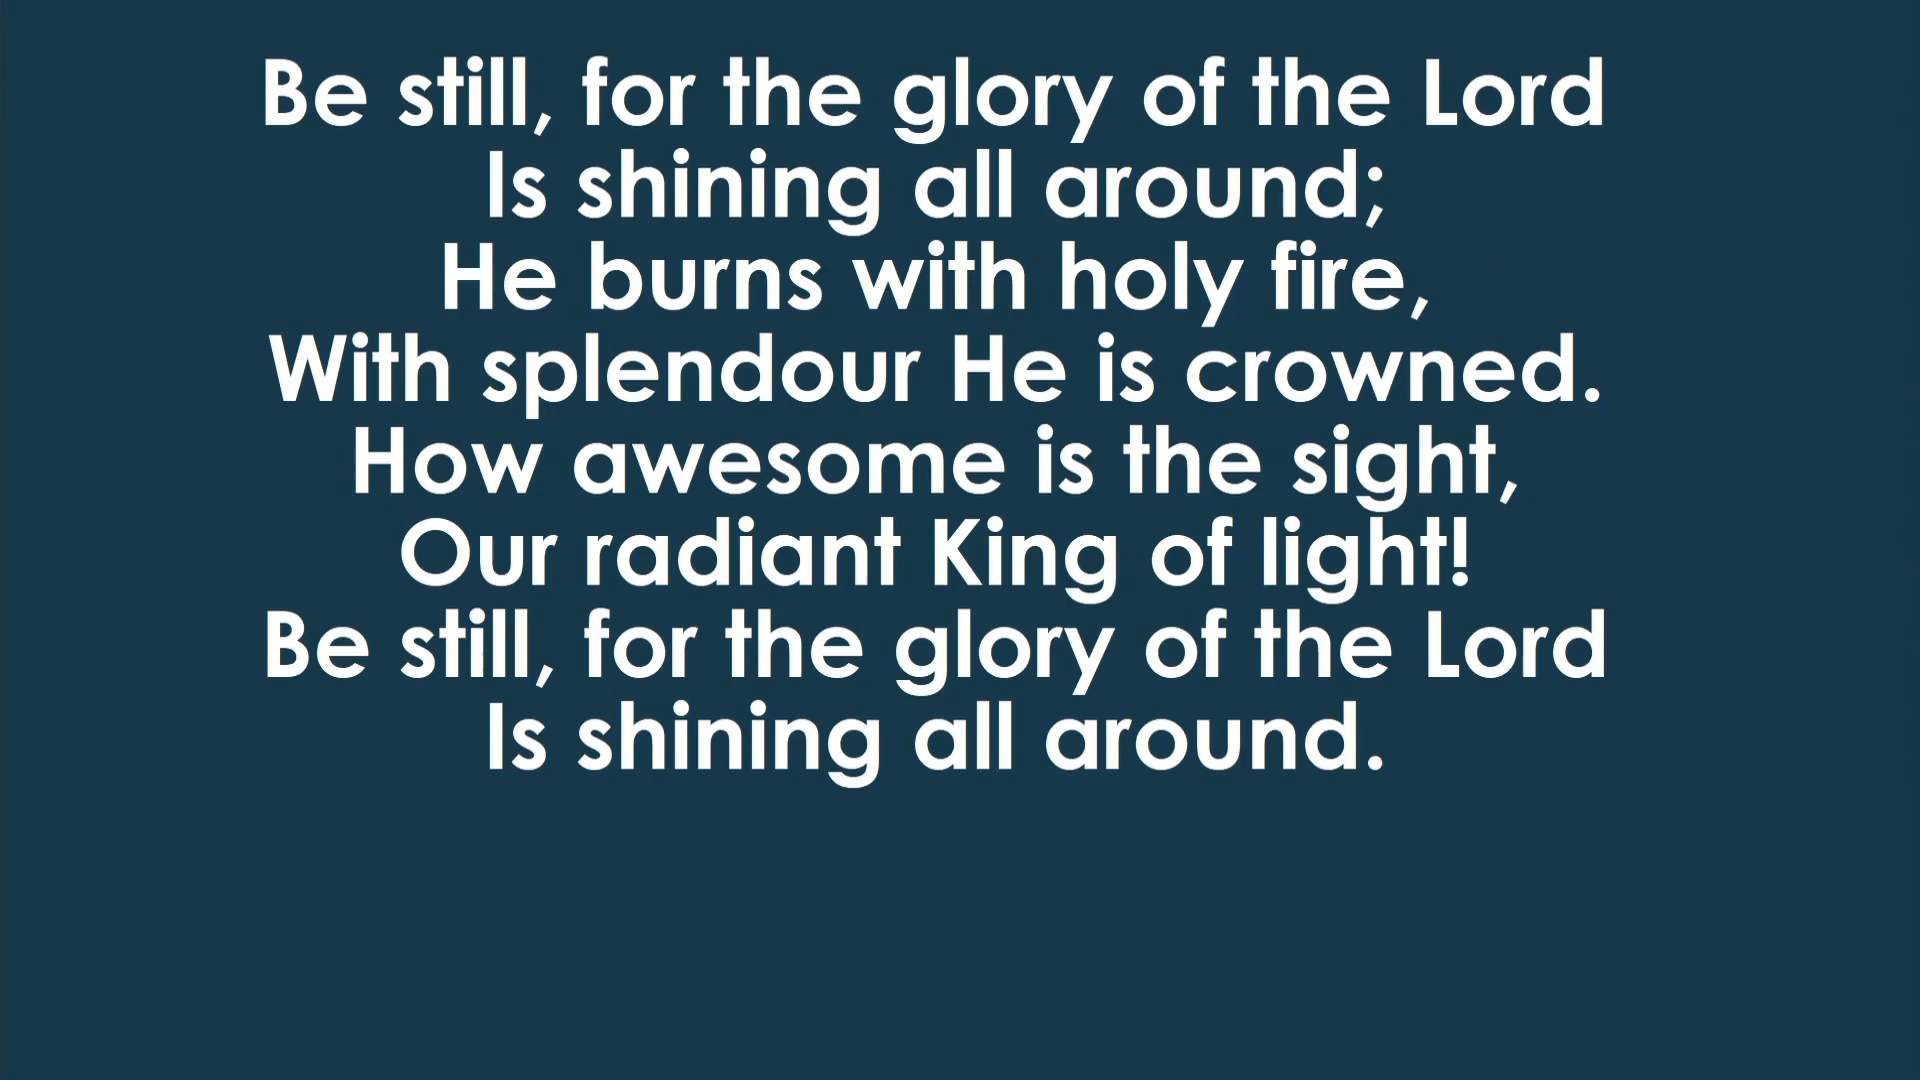 Be still, for the glory of the Lord
Is shining all around;
He burns with holy fire,
With splendour He is crowned.
How awesome is the sight,
Our radiant King of light!
Be still, for the glory of the Lord
Is shining all around.